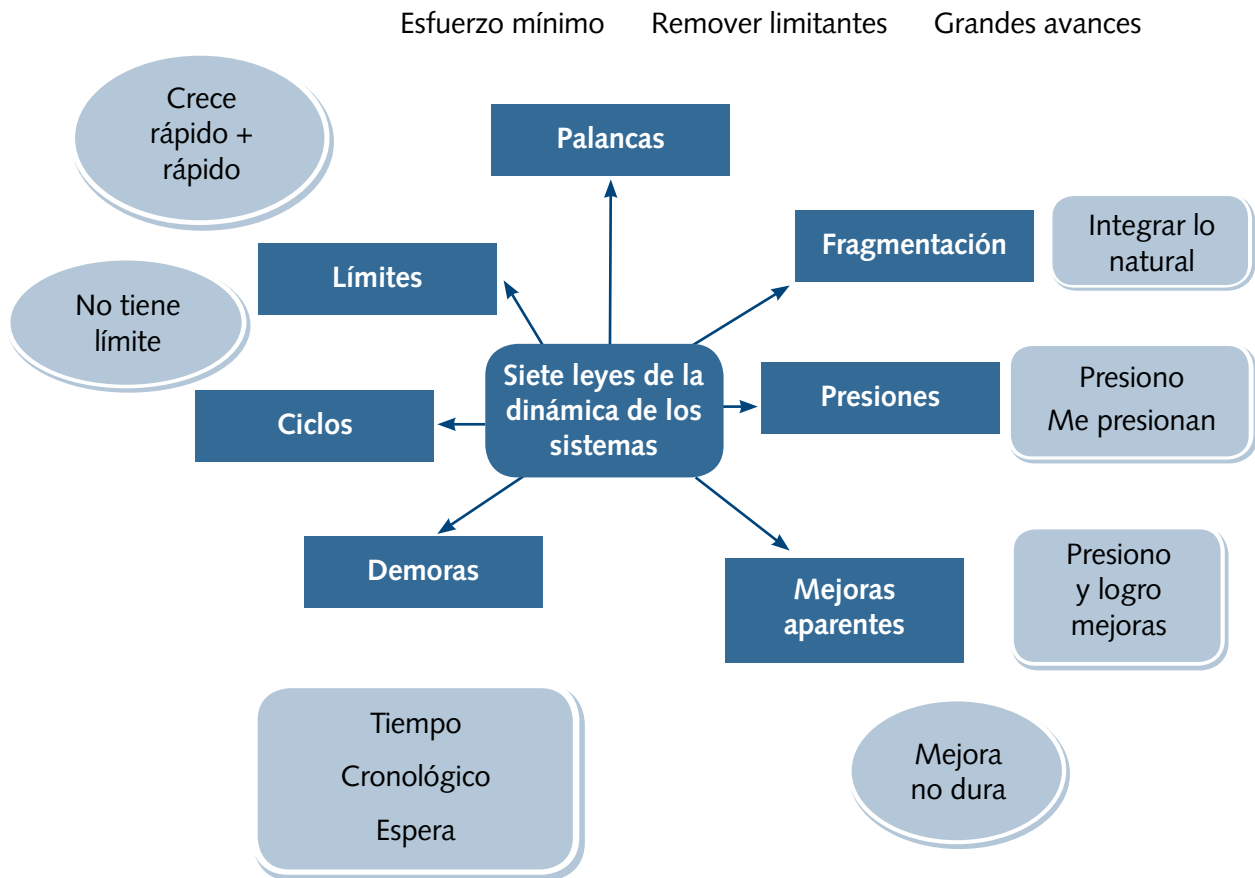 Esfuerzo mínimo Remover limitantes Grandes avances
Crece
rápido +
rápido
Palancas
Fragmentación
Integrar lo
natural
Límites
No tiene
límite
Siete leyes de la
dinámica de los
sistemas
Presiones
Presiono
Me presionan
Ciclos
Demoras
Mejoras
aparentes
Presiono
y logro
mejoras
Tiempo
Cronológico
Espera
Mejora
no dura